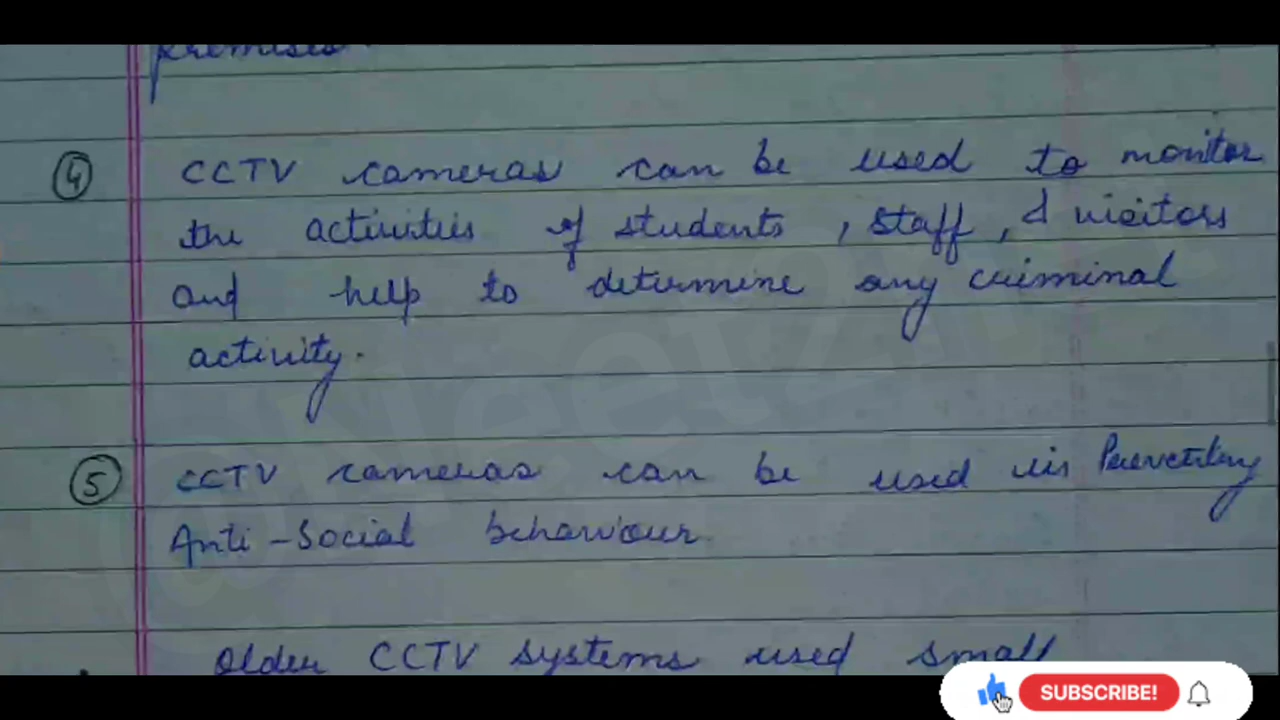 premises.
④ CCTV cameras can be used to monitor
the activities of students, staff, & visitors
and help to determine any criminal
activity.
⑤ CCTV cameras can be used in
Anti-Social behaviour.
older CCTV systems used small
SUBSCRIBE!